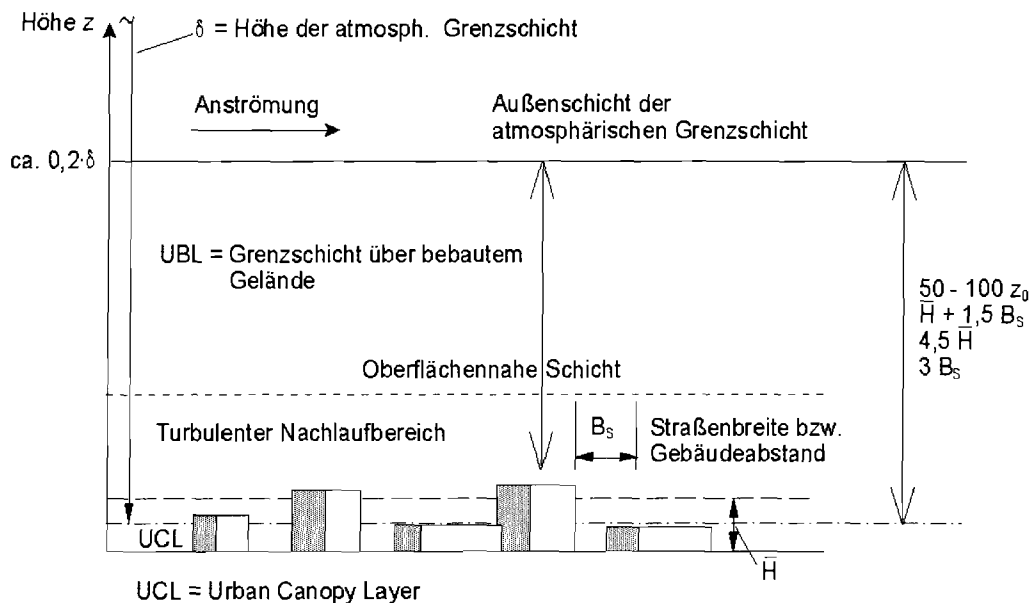 Höhe z
δ = Höhe der atmosph. Grenzschicht
Anströmung
Außenschicht der
atmosphärischen Grenzschicht
ca. 0,2·δ
UBL = Grenzschicht über bebautem
Gelände
50 - 100 z₀
H̅ + 1,5 Bₛ
4,5 H̅
3 Bₛ
Oberflächennahe Schicht
Turbulenter Nachlaufbereich
Bₛ
Straßenbreite bzw.
Gebäudeabstand
UCL
H̅
UCL = Urban Canopy Layer